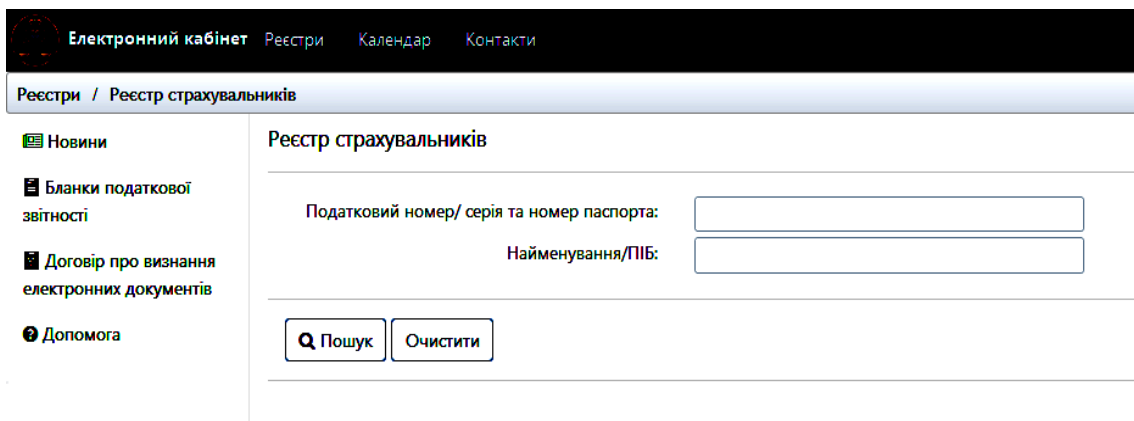 Електронний кабінет Реєстри Календар Контакти
Реєстри / Реєстр страхувальників
Новини
Бланки податкової
звітності
Договір про визнання
електронних документів
Допомога
Реєстр страхувальників
Податковий номер/ серія та номер паспорта:
Найменування/ПІБ:
Пошук Очистити